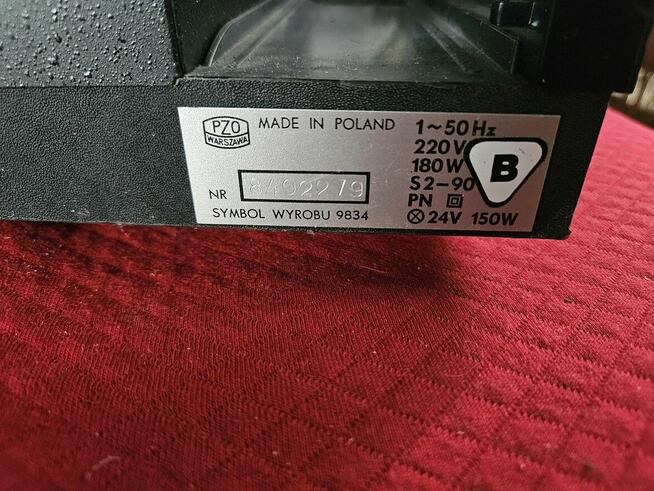 PZO
WARSZAWA
MADE IN POLAND
NR 8402279
SYMBOL WYROBU 9834
1~50 Hz
220 V
180 W
S2-90
PN
24V 150W
B